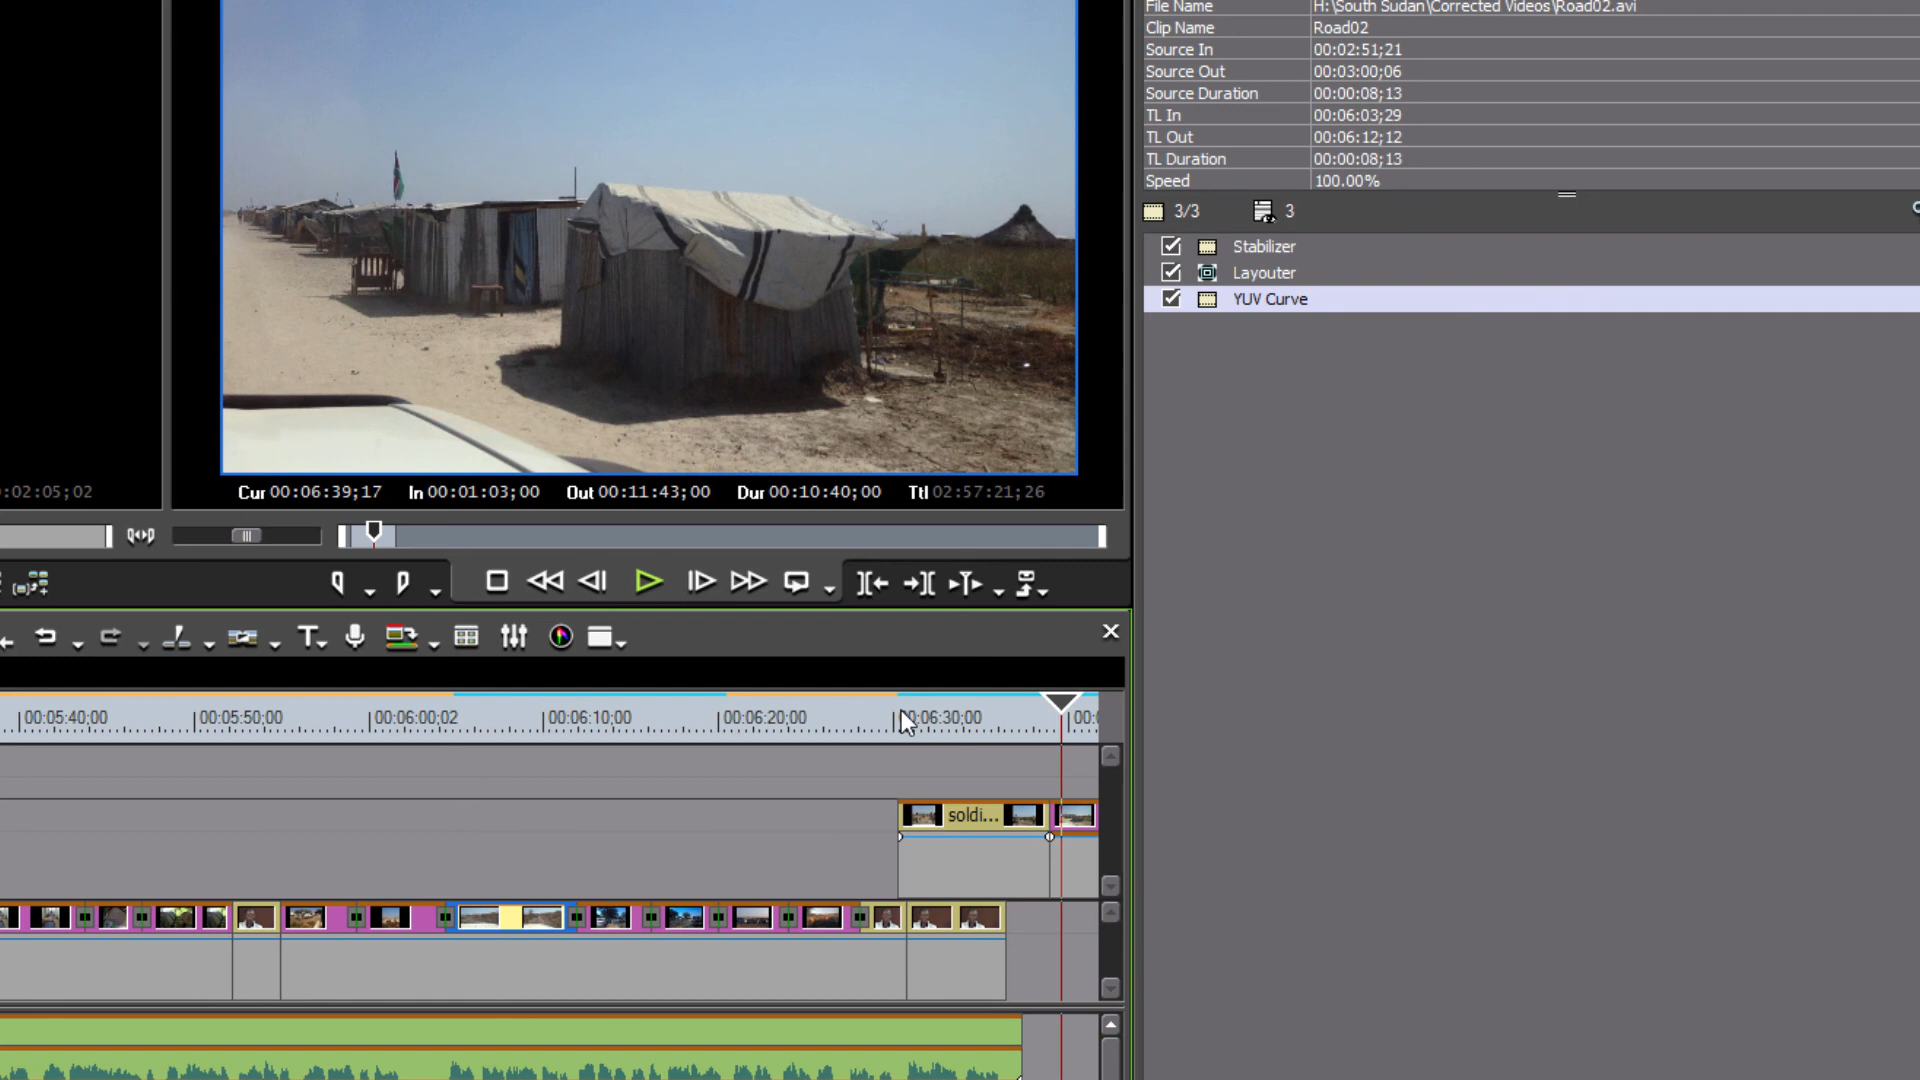 File Name H:\South Sudan\Corrected Videos\Road02.avi
Clip Name Road02
Source In 00:02:51;21
Source Out 00:03:00;06
Source Duration 00:00:08;13
TL In 00:06:03;29
TL Out 00:06:12;12
TL Duration 00:00:08;13
Speed 100.00%
3/3 3
Stabilizer
Layouter
YUV Curve
:02:05;02 Cur 00:06:39;17 In 00:01:03;00 Out 00:11:43;00 Dur 00:10:40;00 Ttl 02:57:21;26
00:05:40;00 00:05:50;00 00:06:00;02 00:06:10;00 00:06:20;00 00:06:30;00 00:
soldi...